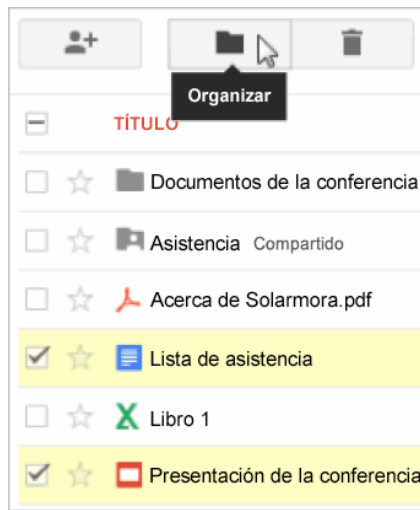 Organizar
TÍTULO
Documentos de la conferencia
Asistencia Compartido
Acerca de Solarmora.pdf
Lista de asistencia
Libro 1
Presentación de la conferencia